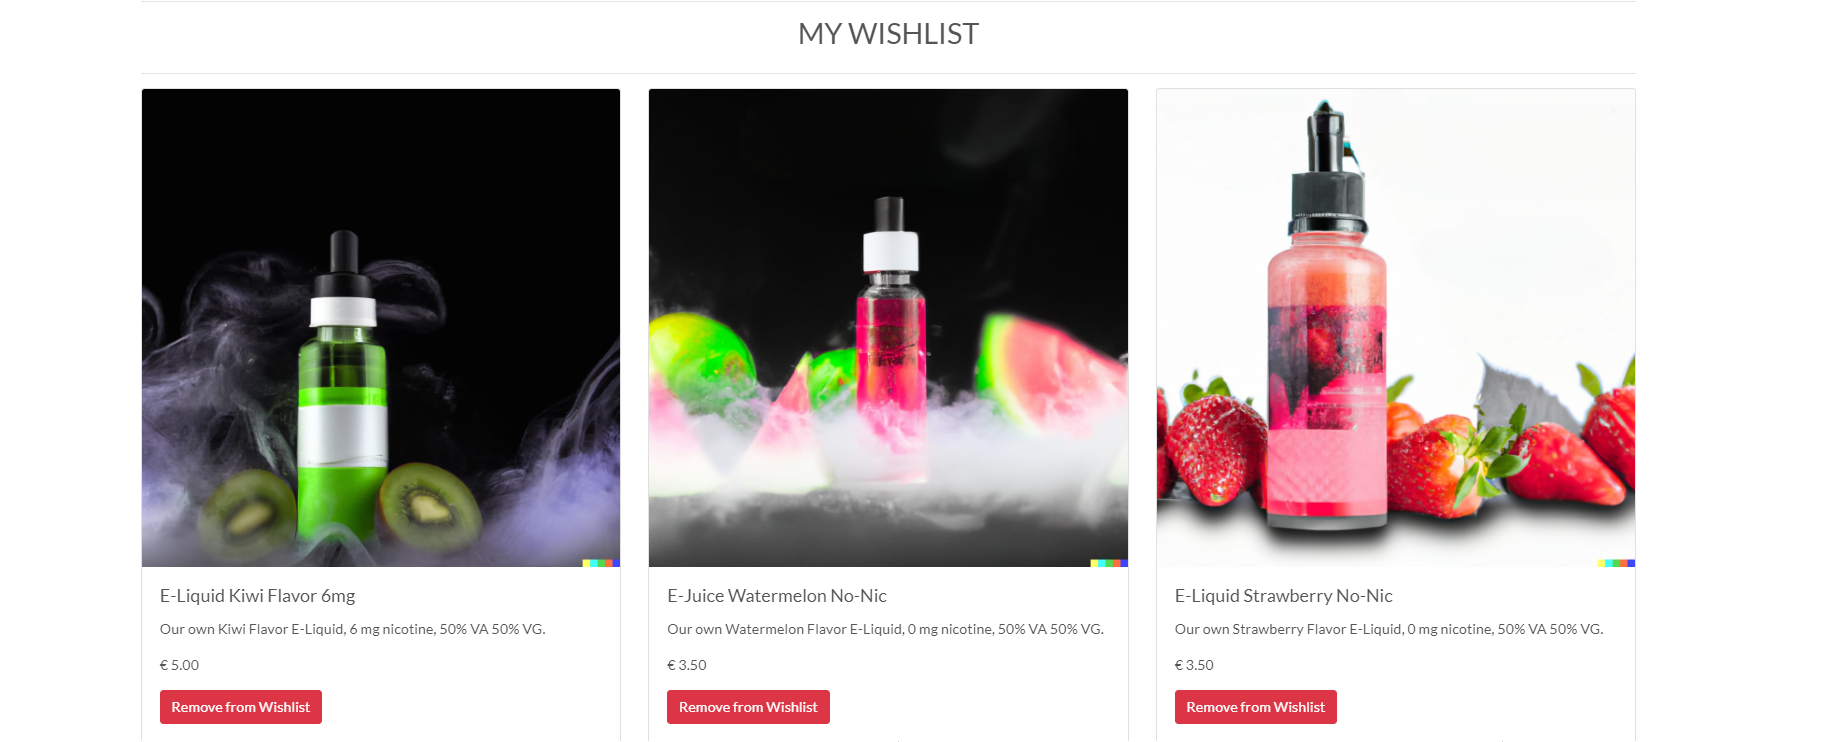 MY WISHLIST
E-Liquid Kiwi Flavor 6mg
Our own Kiwi Flavor E-Liquid, 6 mg nicotine, 50% VA 50% VG.
€ 5.00
Remove from Wishlist
E-Juice Watermelon No-Nic
Our own Watermelon Flavor E-Liquid, 0 mg nicotine, 50% VA 50% VG.
€ 3.50
Remove from Wishlist
E-Liquid Strawberry No-Nic
Our own Strawberry Flavor E-Liquid, 0 mg nicotine, 50% VA 50% VG.
€ 3.50
Remove from Wishlist